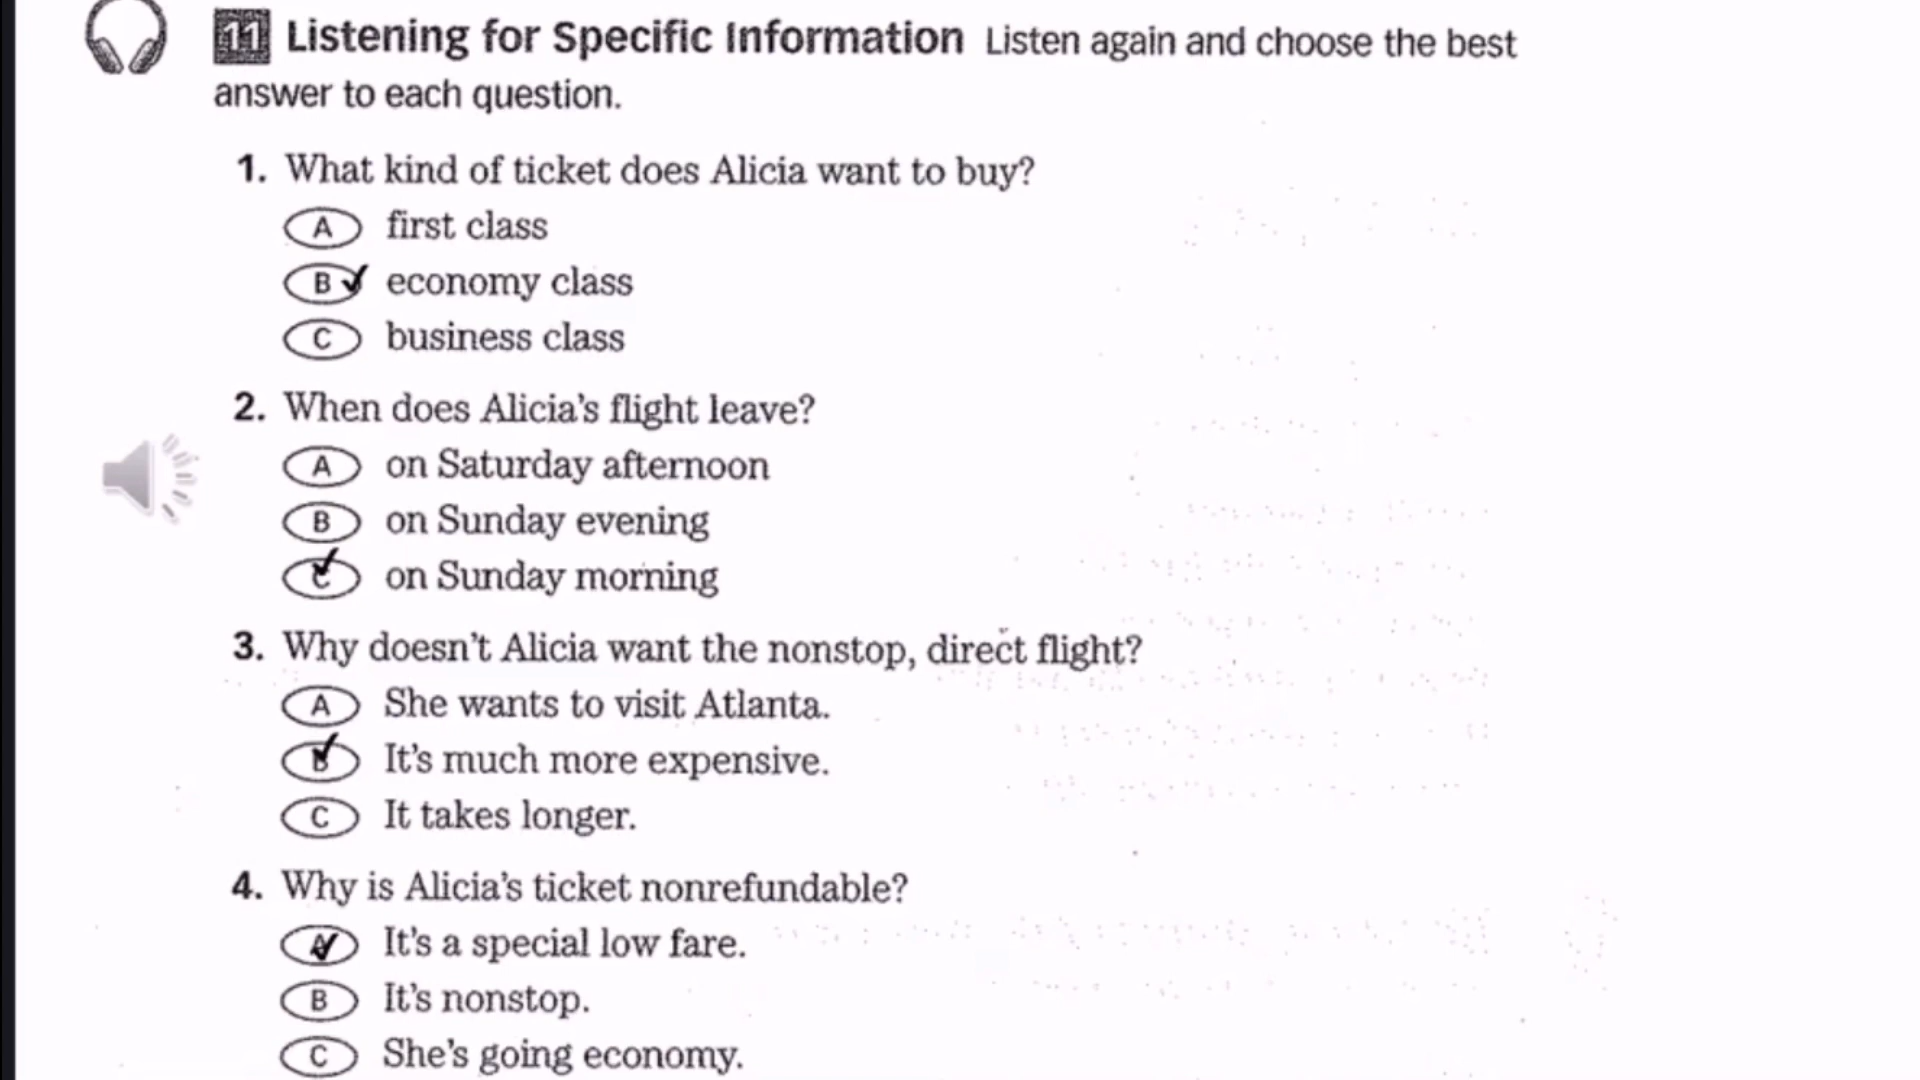 11 Listening for Specific Information Listen again and choose the best
answer to each question.
1. What kind of ticket does Alicia want to buy?
A first class
B economy class
C business class
2. When does Alicia's flight leave?
A on Saturday afternoon
B on Sunday evening
C on Sunday morning
3. Why doesn't Alicia want the nonstop, direct flight?
A She wants to visit Atlanta.
B It's much more expensive.
C It takes longer.
4. Why is Alicia's ticket nonrefundable?
A It's a special low fare.
B It's nonstop.
C She's going economy.